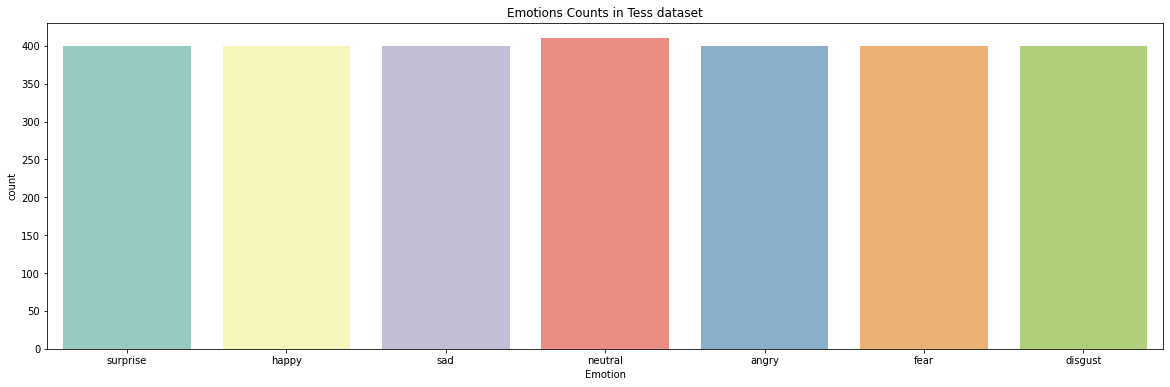 Emotions Counts in Tess dataset
400
350
300
250
200
150
100
50
0
count
surprise happy sad neutral angry fear disgust
Emotion